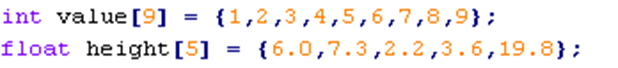 int value[9] = {1,2,3,4,5,6,7,8,9};
float height[5] = {6.0,7.3,2.2,3.6,19.8};